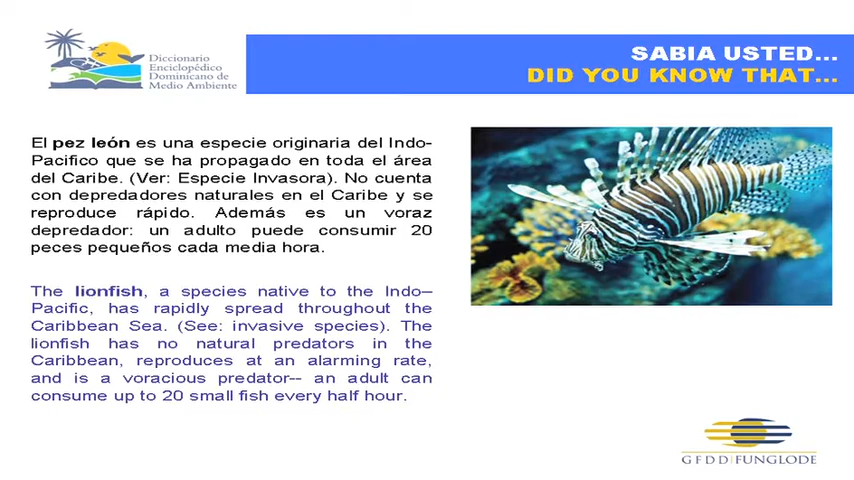 Diccionario
Enciclopédico
Dominicano de
Medio Ambiente
SABIA USTED...
DID YOU KNOW THAT...
El pez león es una especie originaria del Indo-
Pacifico que se ha propagado en toda el área
del Caribe. (Ver: Especie Invasora). No cuenta
con depredadores naturales en el Caribe y se
reproduce rápido. Además es un voraz
depredador: un adulto puede consumir 20
peces pequeños cada media hora.
The lionfish, a species native to the Indo–
Pacific, has rapidly spread throughout the
Caribbean Sea. (See: invasive species). The
lionfish has no natural predators in the
Caribbean, reproduces at an alarming rate,
and is a voracious predator-- an adult can
consume up to 20 small fish every half hour.
GFDD|FUNGLODE